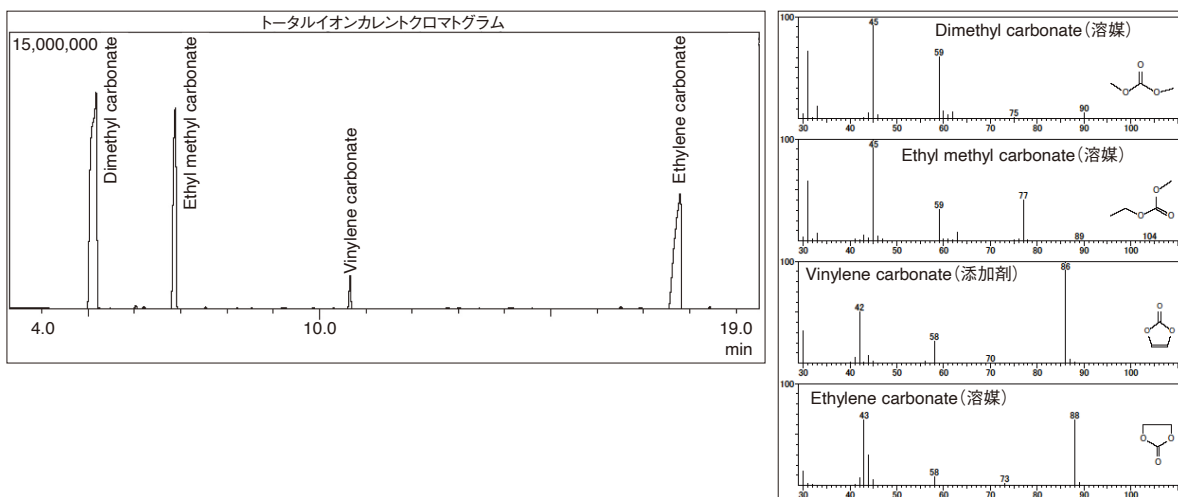 トータルイオンカレントクロマトグラム
15,000,000
Dimethyl carbonate
Ethyl methyl carbonate
Vinylene carbonate
Ethylene carbonate
4.0 10.0 19.0
min
100
Dimethyl carbonate(溶媒)
45
59
75
90
O
O O
30 40 50 60 70 80 90 100
100
Ethyl methyl carbonate(溶媒)
45
59
77
89
104
O
O O
30 40 50 60 70 80 90 100
100
Vinylene carbonate(添加剤)
86
42
58
70
O
O O
30 40 50 60 70 80 90 100
100
Ethylene carbonate(溶媒)
43
88
58
73
O O
O
30 40 50 60 70 80 90 100